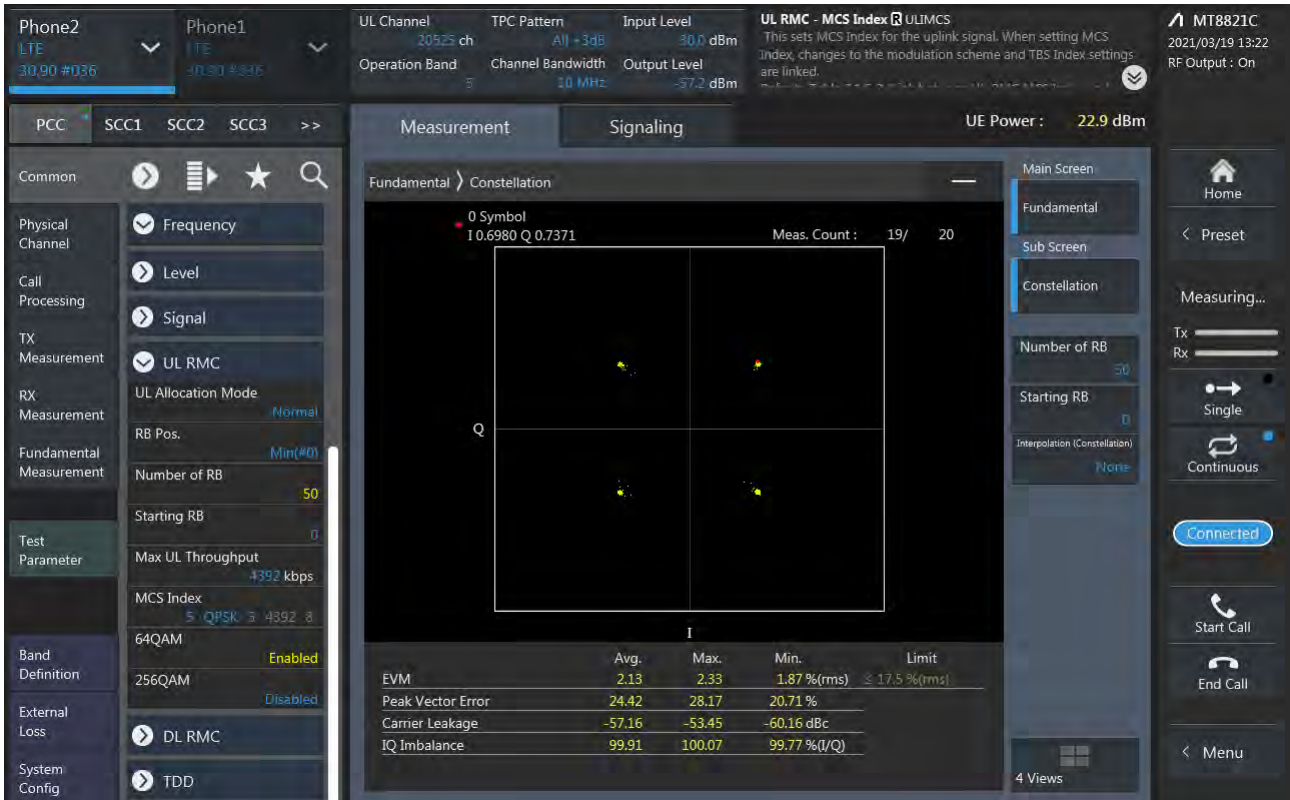 Phone2
LTE
30.90 #036
Phone1
LTE
UL Channel
20525 ch
Operation Band
5
TPC Pattern
All +3dB
Channel Bandwidth
10 MHz
Input Level
30.0 dBm
Output Level
-57.2 dBm
UL RMC - MCS Index R ULIMCS
This sets MCS Index for the uplink signal. When setting MCS
Index, changes to the modulation scheme and TBS Index settings
are linked.
MT8821C
2021/03/19 13:22
RF Output : On
PCC SCC1 SCC2 SCC3 >>
Measurement
Signaling
UE Power : 22.9 dBm
Common
Physical
Channel
Call
Processing
TX
Measurement
RX
Measurement
Fundamental
Measurement
Test
Parameter
Band
Definition
External
Loss
System
Config
Frequency
Level
Signal
UL RMC
UL Allocation Mode
Normal
RB Pos.
Min(#0)
Number of RB
50
Starting RB
0
Max UL Throughput
4392 kbps
MCS Index
5 QPSK 5 4392 8
64QAM
Enabled
256QAM
Disabled
DL RMC
TDD
Fundamental 〉 Constellation
0 Symbol
I 0.6980 Q 0.7371
Meas. Count : 19/ 20
Q
I
Avg. Max. Min. Limit
EVM 2.13 2.33 1.87 %(rms) ≦ 17.5 %(rms)
Peak Vector Error 24.42 28.17 20.71 %
Carrier Leakage -57.16 -53.45 -60.16 dBc
IQ Imbalance 99.91 100.07 99.77 %(I/Q)
Main Screen
Fundamental
Sub Screen
Constellation
Number of RB
50
Starting RB
0
Interpolation (Constellation)
None
4 Views
Home
< Preset
Measuring...
Tx
Rx
Single
Continuous
Connected
Start Call
End Call
< Menu